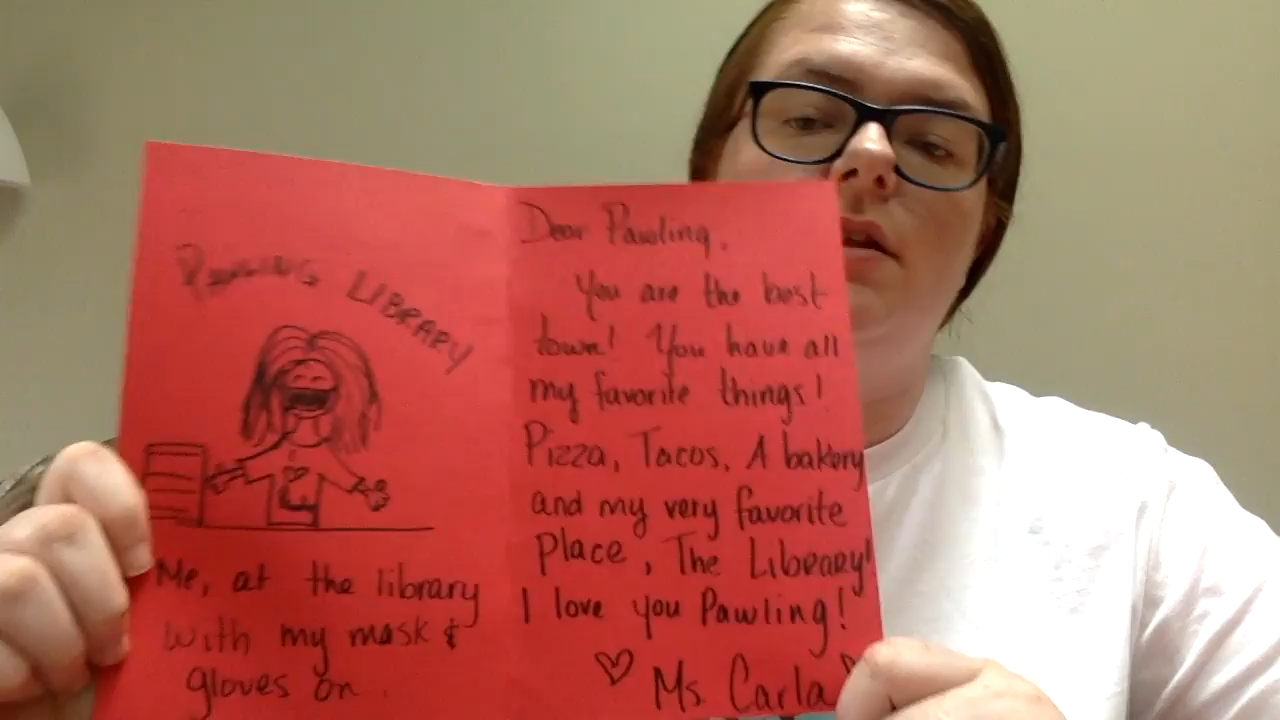 PAWLING LIBRARY
Me, at the library
with my mask &
gloves on.
Dear Pawling,
You are the best
town! You have all
my favorite things!
Pizza, Tacos, A bakery
and my very favorite
Place, The Library!
I love you Pawling!
♡ Ms. Carla ♡